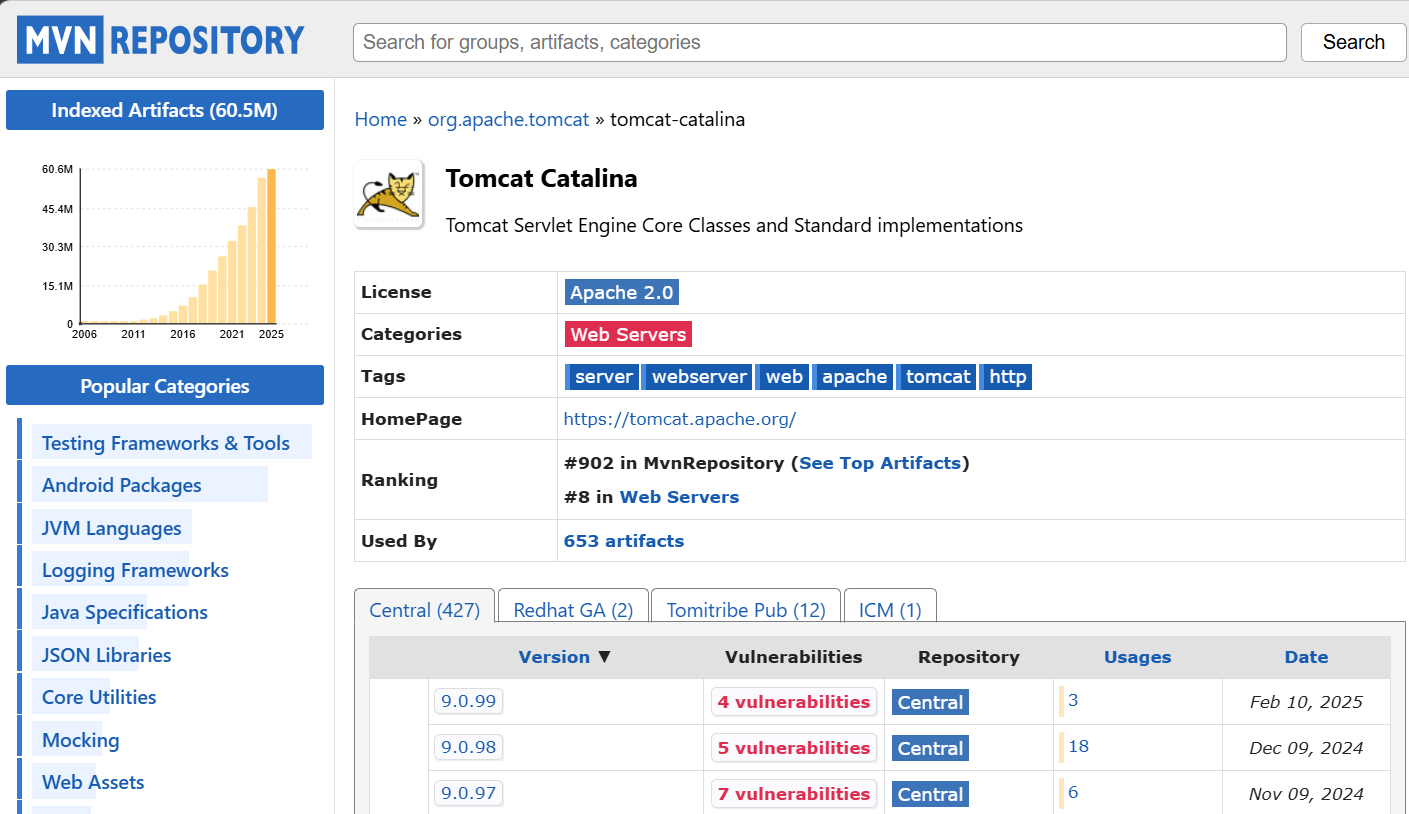 MVN REPOSITORY
Search for groups, artifacts, categories
Search
Indexed Artifacts (60.5M)
60.6M
45.4M
30.3M
15.1M
0
2006 2011 2016 2021 2025
Popular Categories
Testing Frameworks & Tools
Android Packages
JVM Languages
Logging Frameworks
Java Specifications
JSON Libraries
Core Utilities
Mocking
Web Assets
Home » org.apache.tomcat » tomcat-catalina
Tomcat Catalina
Tomcat Servlet Engine Core Classes and Standard implementations
License Apache 2.0
Categories Web Servers
Tags server webserver web apache tomcat http
HomePage https://tomcat.apache.org/
Ranking #902 in MvnRepository (See Top Artifacts)
#8 in Web Servers
Used By 653 artifacts
Central (427) Redhat GA (2) Tomitribe Pub (12) ICM (1)
Version ▼ Vulnerabilities Repository Usages Date
9.0.99 4 vulnerabilities Central 3 Feb 10, 2025
9.0.98 5 vulnerabilities Central 18 Dec 09, 2024
9.0.97 7 vulnerabilities Central 6 Nov 09, 2024